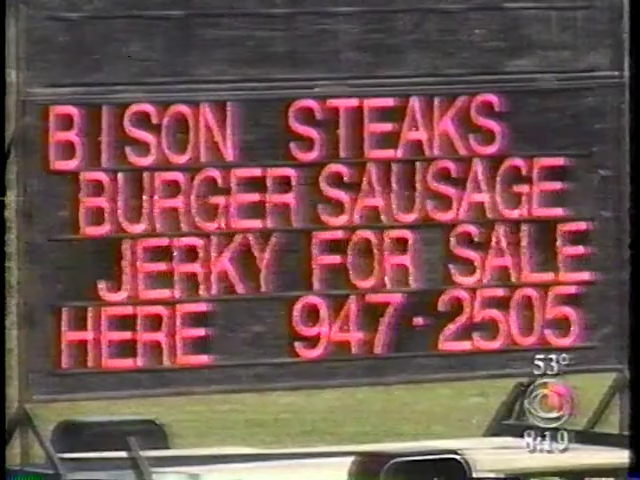 BISON STEAKS
BURGER SAUSAGE
JERKY FOR SALE
HERE 947-2505
53°
8:19